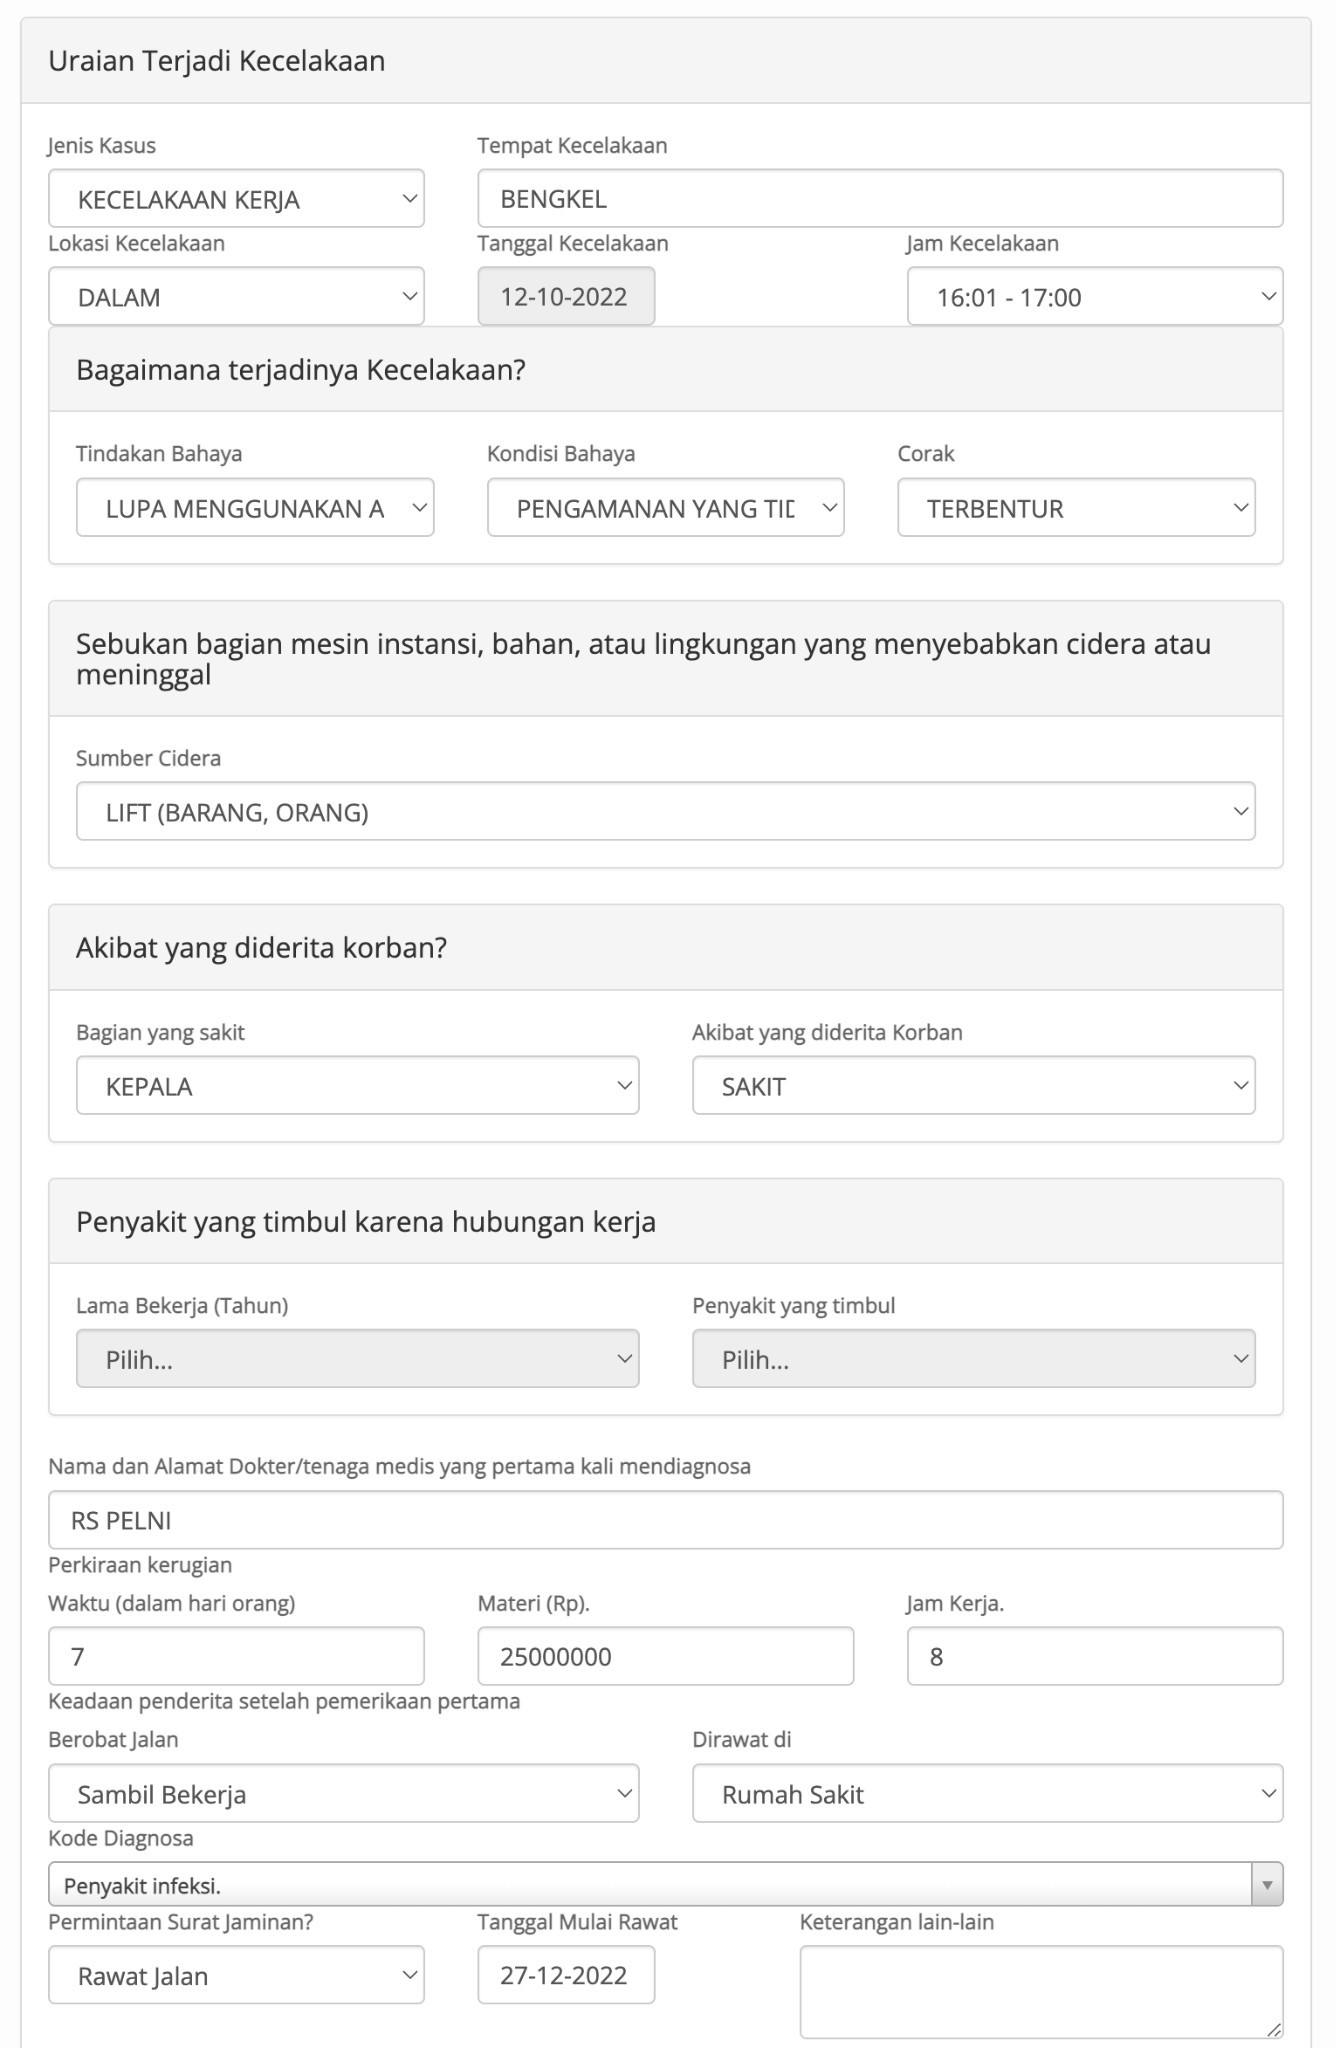 Uraian Terjadi Kecelakaan
Jenis Kasus
Tempat Kecelakaan
KECELAKAAN KERJA
BENGKEL
Lokasi Kecelakaan
Tanggal Kecelakaan
Jam Kecelakaan
DALAM
12-10-2022
16:01 - 17:00
Bagaimana terjadinya Kecelakaan?
Tindakan Bahaya
Kondisi Bahaya
Corak
LUPA MENGGUNAKAN A
PENGAMANAN YANG TID
TERBENTUR
Sebukan bagian mesin instansi, bahan, atau lingkungan yang menyebabkan cidera atau
meninggal
Sumber Cidera
LIFT (BARANG, ORANG)
Akibat yang diderita korban?
Bagian yang sakit
Akibat yang diderita Korban
KEPALA
SAKIT
Penyakit yang timbul karena hubungan kerja
Lama Bekerja (Tahun)
Penyakit yang timbul
Pilih...
Pilih...
Nama dan Alamat Dokter/tenaga medis yang pertama kali mendiagnosa
RS PELNI
Perkiraan kerugian
Waktu (dalam hari orang)
Materi (Rp).
Jam Kerja.
7
25000000
8
Keadaan penderita setelah pemerikaan pertama
Berobat Jalan
Dirawat di
Sambil Bekerja
Rumah Sakit
Kode Diagnosa
Penyakit infeksi.
Permintaan Surat Jaminan?
Tanggal Mulai Rawat
Keterangan lain-lain
Rawat Jalan
27-12-2022